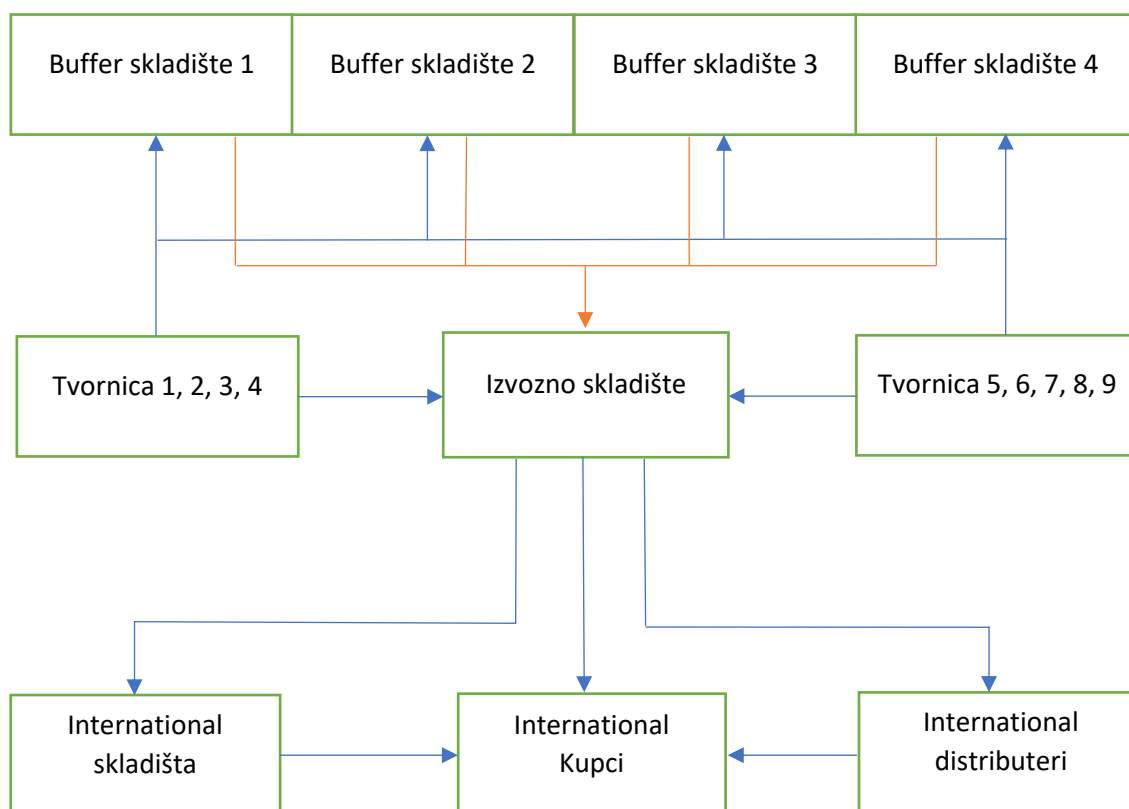 Buffer skladište 1
Buffer skladište 2
Buffer skladište 3
Buffer skladište 4
Tvornica 1, 2, 3, 4
Izvozno skladište
Tvornica 5, 6, 7, 8, 9
International
skladišta
International
Kupci
International
distributeri